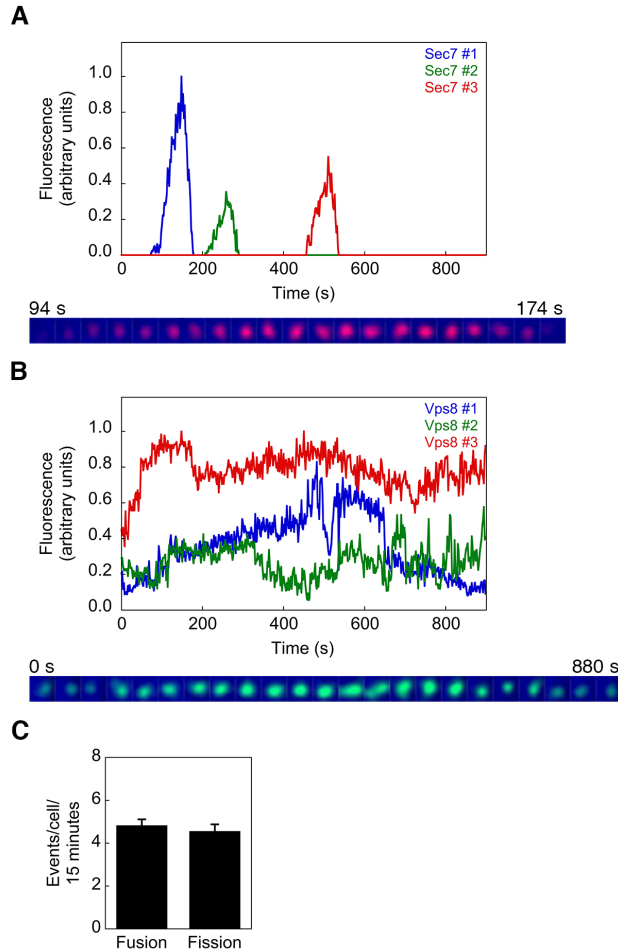 A
Sec7 #1
Sec7 #2
Sec7 #3
Fluorescence
(arbitrary units)
1.0
0.8
0.6
0.4
0.2
0.0
0 200 400 600 800
Time (s)
94 s 174 s
B
Vps8 #1
Vps8 #2
Vps8 #3
Fluorescence
(arbitrary units)
1.0
0.8
0.6
0.4
0.2
0.0
0 200 400 600 800
Time (s)
0 s 880 s
C
Events/cell/
15 minutes
8
6
4
2
0
Fusion Fission